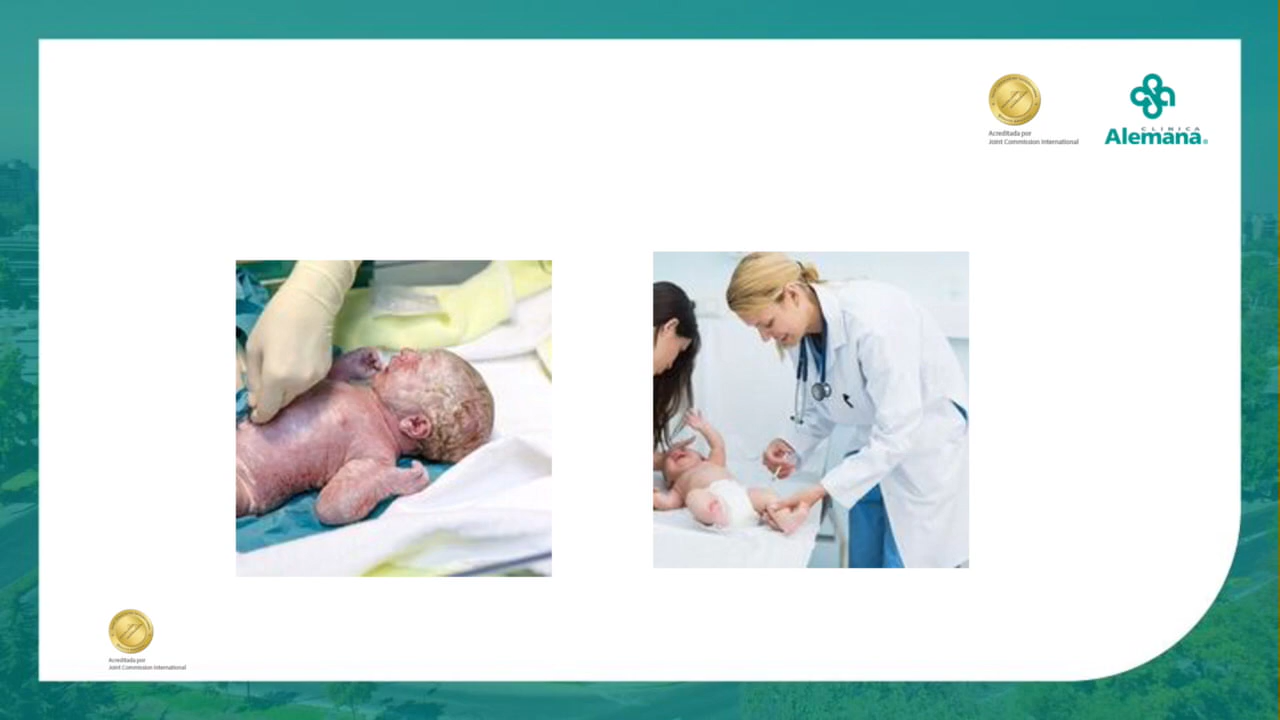 Acreditada por
Joint Commission International
CLINICA
Alemana
Acreditada por
Joint Commission International